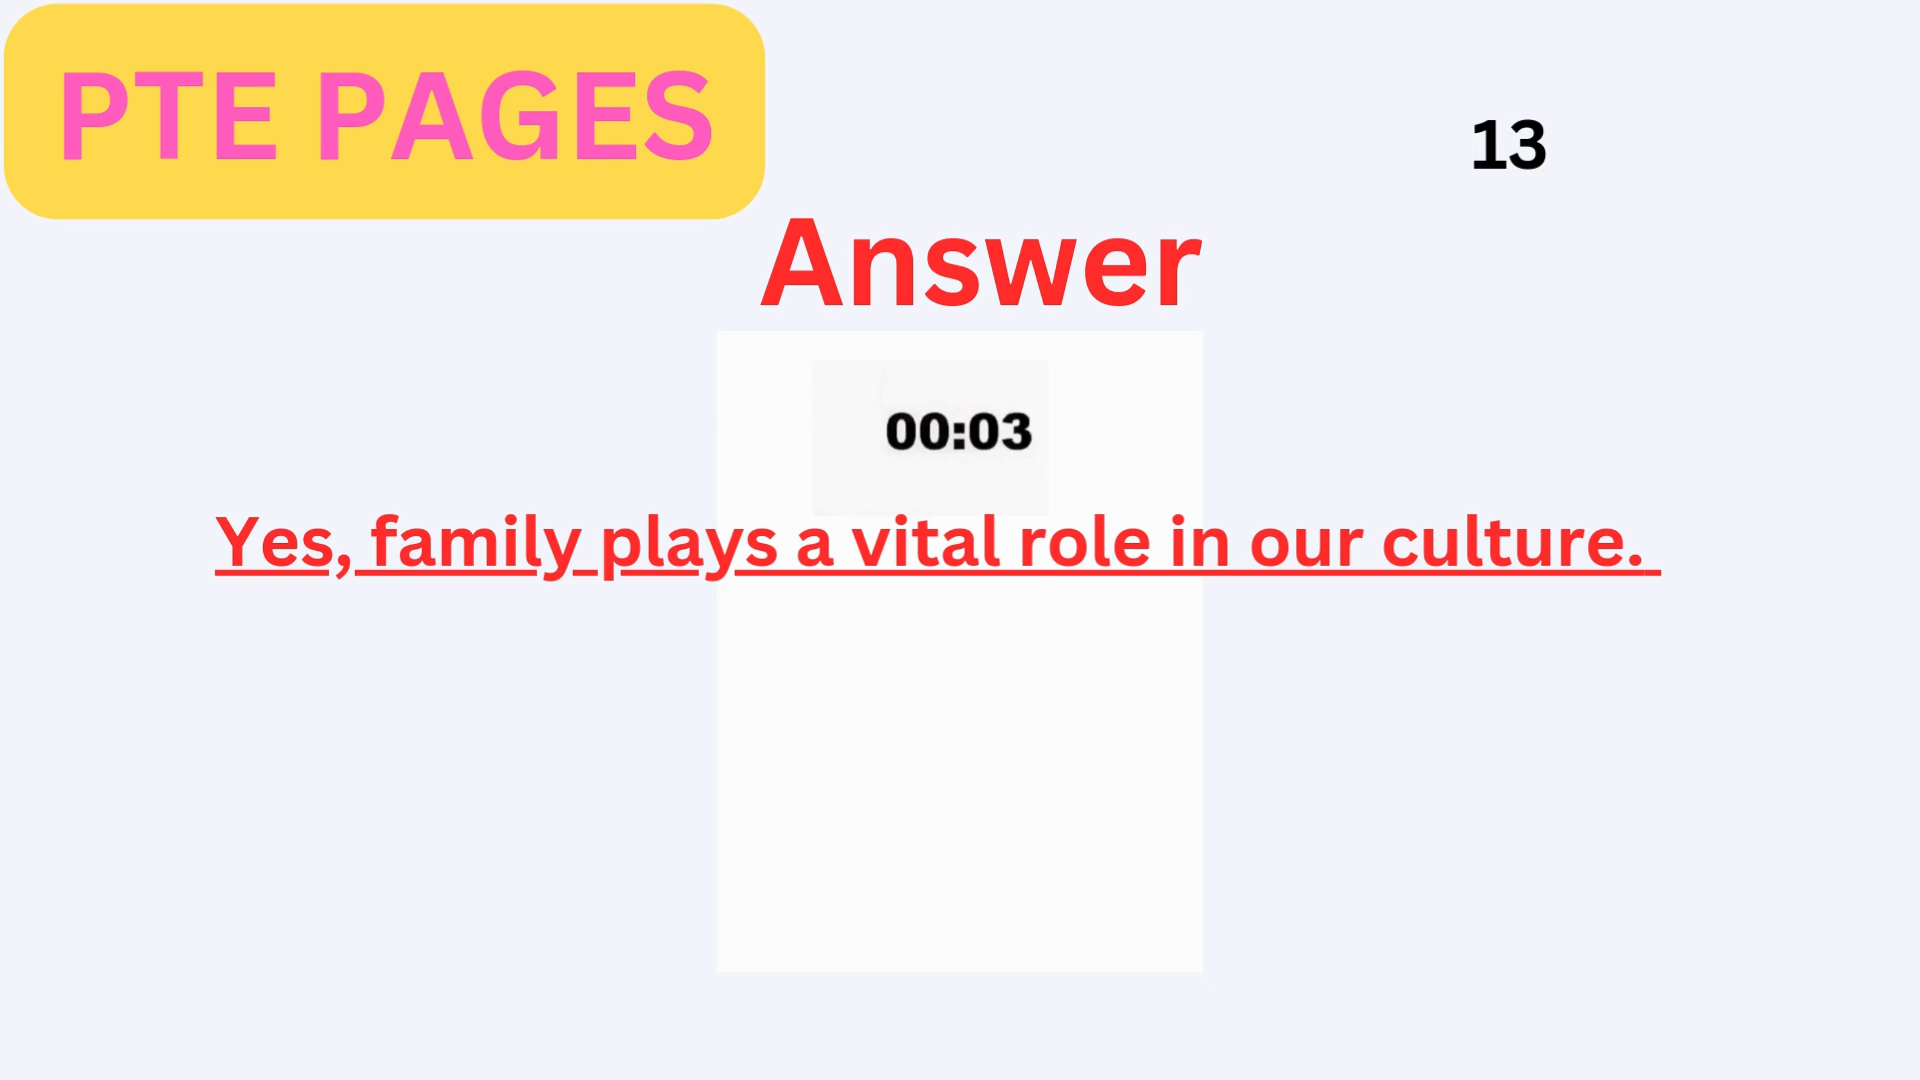 PTE PAGES
13
Answer
00:03
Yes, family plays a vital role in our culture.